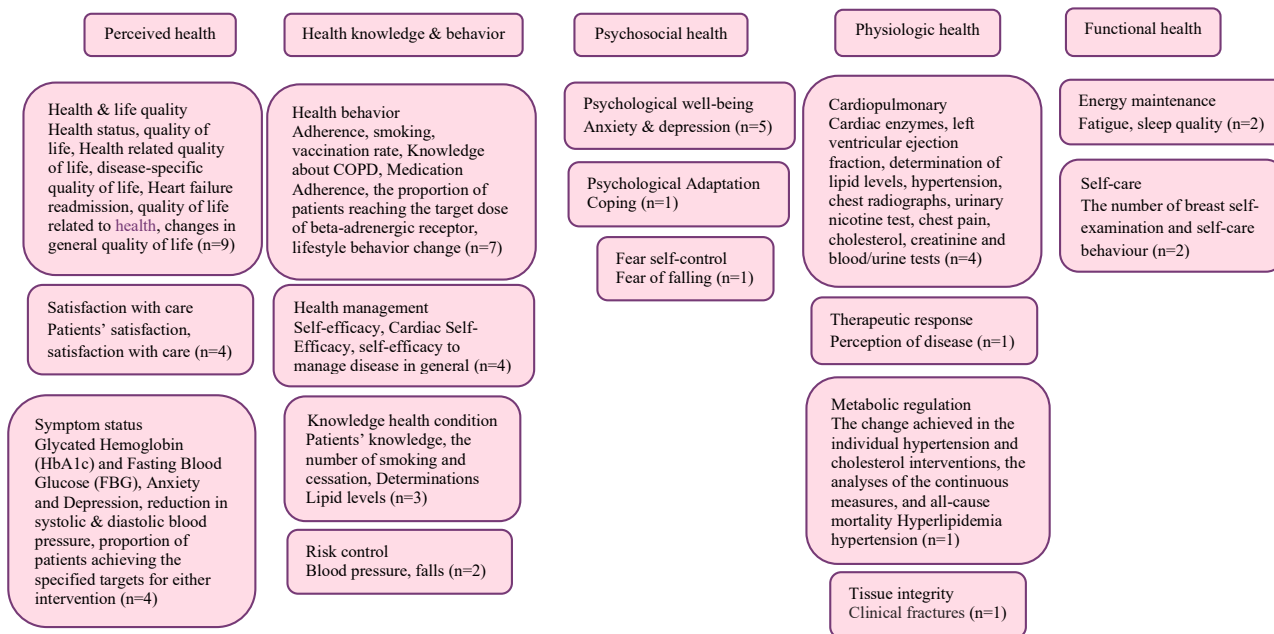 Perceived health
Health & life quality
Health status, quality of
life, Health related quality
of life, disease-specific
quality of life, Heart failure
readmission, quality of life
related to health, changes in
general quality of life (n=9)
Satisfaction with care
Patients’ satisfaction,
satisfaction with care (n=4)
Symptom status
Glycated Hemoglobin
(HbA1c) and Fasting Blood
Glucose (FBG), Anxiety
and Depression, reduction in
systolic & diastolic blood
pressure, proportion of
patients achieving the
specified targets for either
intervention (n=4)
Health knowledge & behavior
Health behavior
Adherence, smoking,
vaccination rate, Knowledge
about COPD, Medication
Adherence, the proportion of
patients reaching the target dose
of beta-adrenergic receptor,
lifestyle behavior change (n=7)
Health management
Self-efficacy, Cardiac Self-
Efficacy, self-efficacy to
manage disease in general (n=4)
Knowledge health condition
Patients’ knowledge, the
number of smoking and
cessation, Determinations
Lipid levels (n=3)
Risk control
Blood pressure, falls (n=2)
Psychosocial health
Psychological well-being
Anxiety & depression (n=5)
Psychological Adaptation
Coping (n=1)
Fear self-control
Fear of falling (n=1)
Physiologic health
Cardiopulmonary
Cardiac enzymes, left
ventricular ejection
fraction, determination of
lipid levels, hypertension,
chest radiographs, urinary
nicotine test, chest pain,
cholesterol, creatinine and
blood/urine tests (n=4)
Therapeutic response
Perception of disease (n=1)
Metabolic regulation
The change achieved in the
individual hypertension and
cholesterol interventions, the
analyses of the continuous
measures, and all-cause
mortality Hyperlipidemia
hypertension (n=1)
Tissue integrity
Clinical fractures (n=1)
Functional health
Energy maintenance
Fatigue, sleep quality (n=2)
Self-care
The number of breast self-
examination and self-care
behaviour (n=2)